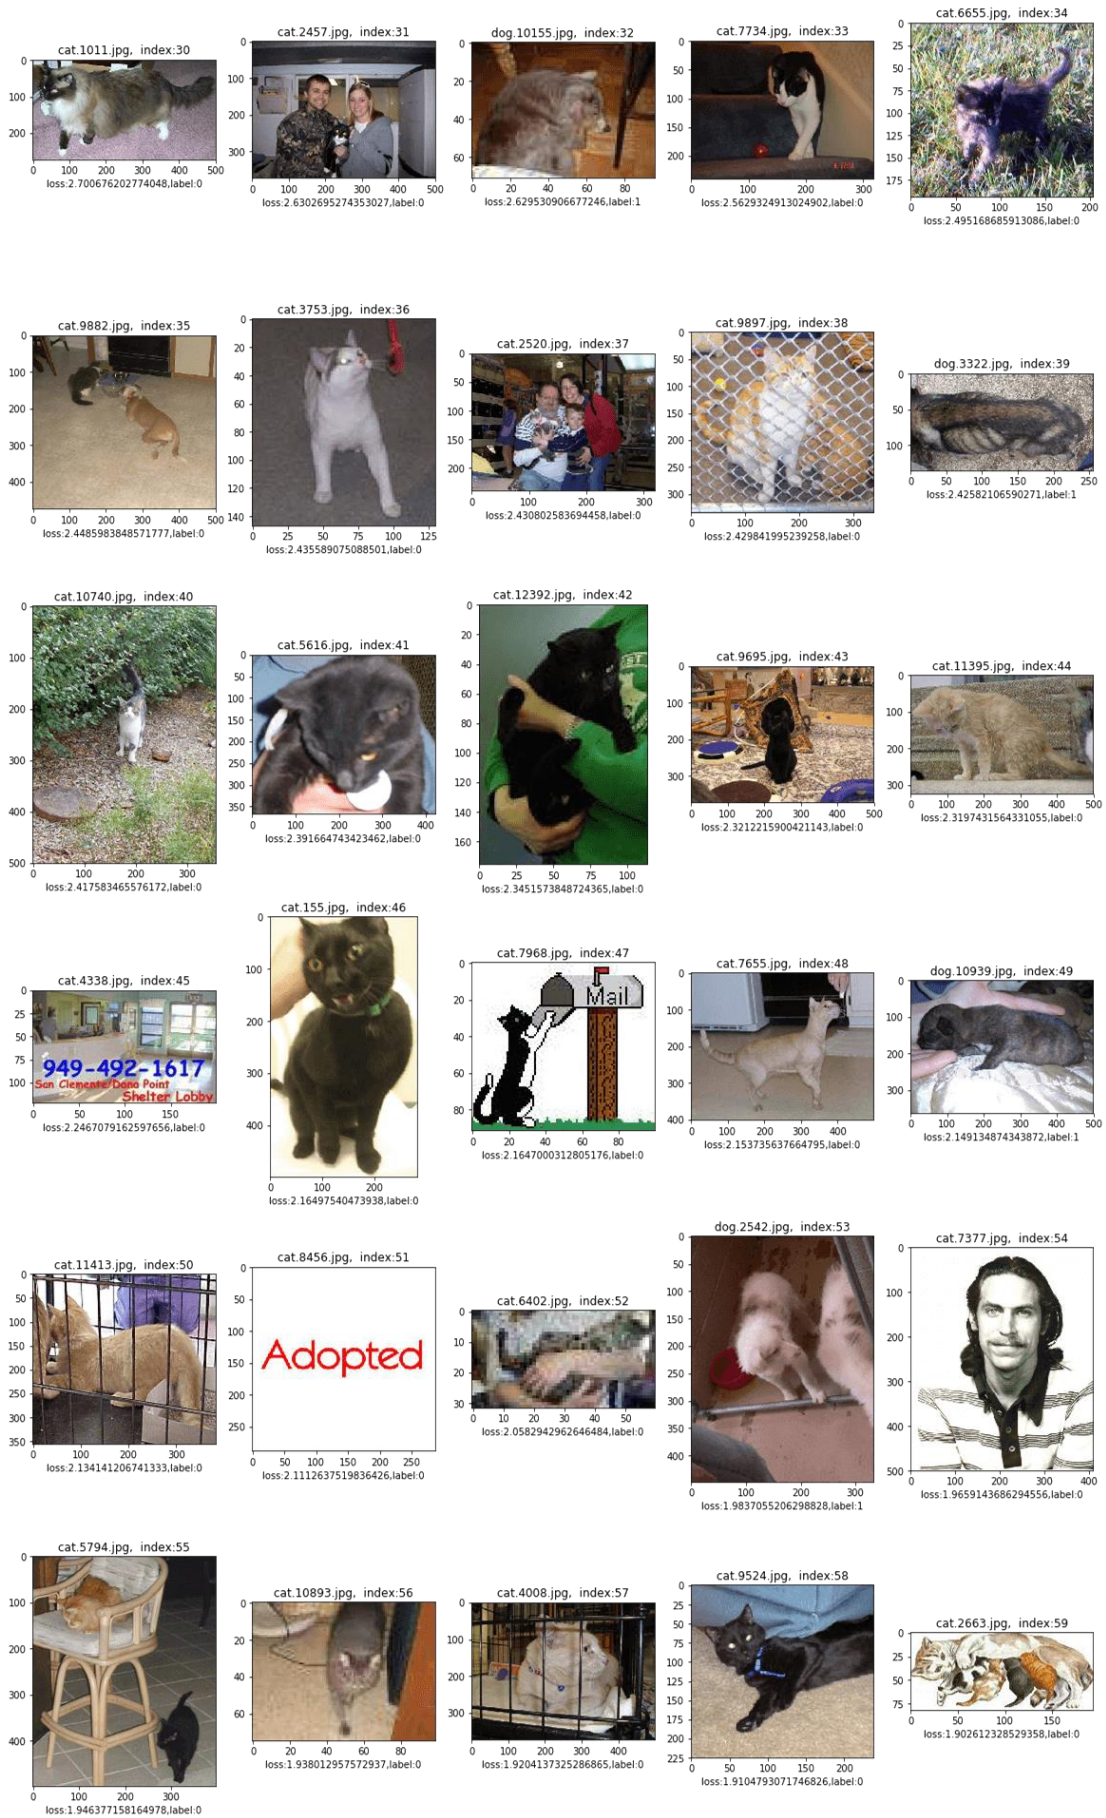 cat.1011.jpg, index:30
loss:2.700676202774048,label:0
cat.2457.jpg, index:31
loss:2.6302695274353027,label:0
dog.10155.jpg, index:32
loss:2.629530906677246,label:1
cat.7734.jpg, index:33
loss:2.5629324913024902,label:0
cat.6655.jpg, index:34
loss:2.495168685913086,label:0
cat.9882.jpg, index:35
loss:2.4485983848571777,label:0
cat.3753.jpg, index:36
loss:2.435589075088501,label:0
cat.2520.jpg, index:37
loss:2.430802583694458,label:0
cat.9897.jpg, index:38
loss:2.429841995239258,label:0
dog.3322.jpg, index:39
loss:2.42582106590271,label:1
cat.10740.jpg, index:40
loss:2.417583465576172,label:0
cat.5616.jpg, index:41
loss:2.391664743423462,label:0
cat.12392.jpg, index:42
loss:2.3451573848724365,label:0
cat.9695.jpg, index:43
loss:2.3212215900421143,label:0
cat.11395.jpg, index:44
loss:2.3197431564331055,label:0
cat.4338.jpg, index:45
949-492-1617
San Clemente/Dana Point
Shelter Lobby
loss:2.2467079162597656,label:0
cat.155.jpg, index:46
loss:2.16497540473938,label:0
cat.7968.jpg, index:47
Mail
loss:2.1647000312805176,label:0
cat.7655.jpg, index:48
loss:2.153735637664795,label:0
dog.10939.jpg, index:49
loss:2.149134874343872,label:1
cat.11413.jpg, index:50
loss:2.134141206741333,label:0
cat.8456.jpg, index:51
Adopted
loss:2.1112637519836426,label:0
cat.6402.jpg, index:52
loss:2.0582942962646484,label:0
dog.2542.jpg, index:53
loss:1.9837055206298828,label:1
cat.7377.jpg, index:54
loss:1.9659143686294556,label:0
cat.5794.jpg, index:55
loss:1.946377158164978,label:0
cat.10893.jpg, index:56
loss:1.938012957572937,label:0
cat.4008.jpg, index:57
loss:1.9204137325286865,label:0
cat.9524.jpg, index:58
loss:1.9104793071746826,label:0
cat.2663.jpg, index:59
loss:1.902612328529358,label:0